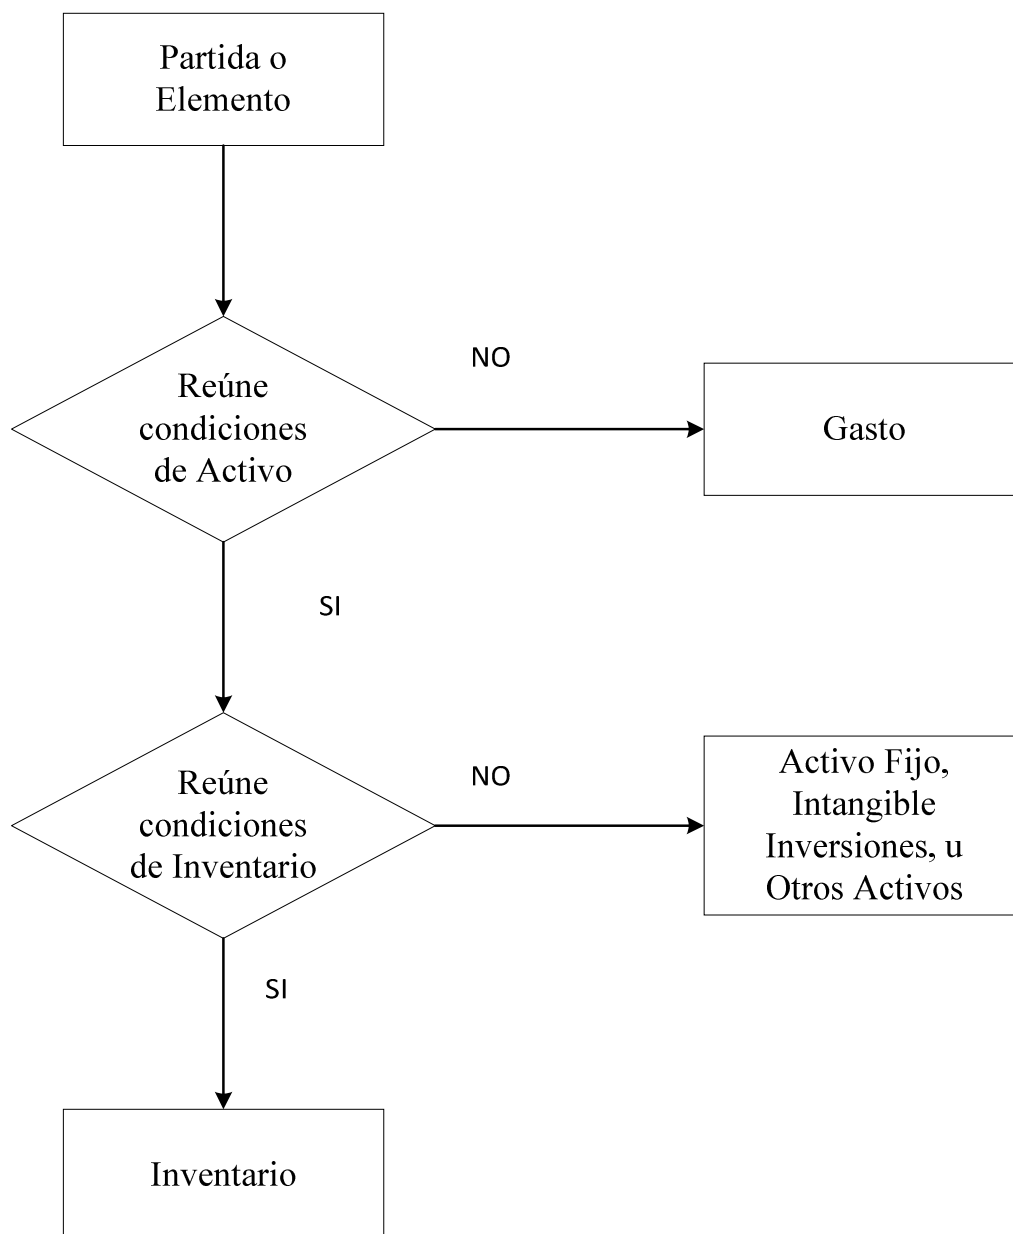 Partida o
Elemento
Reúne
condiciones
de Activo
NO
Gasto
SI
Reúne
condiciones
de Inventario
NO
Activo Fijo,
Intangible
Inversiones, u
Otros Activos
SI
Inventario